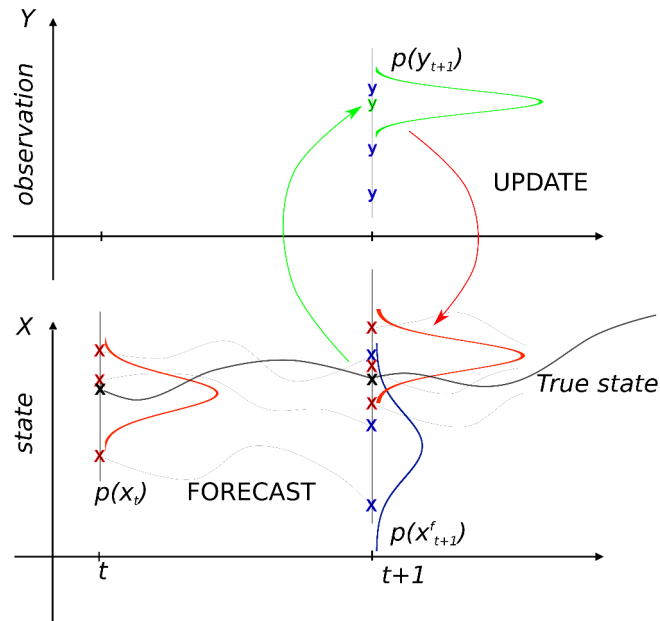 Y
observation
p(y_{t+1})
y
y
y
y
UPDATE
X
state
x
x
x
x
p(x_t)
FORECAST
x
x
x
x
x
x
x
True state
p(x^f_{t+1})
t
t+1